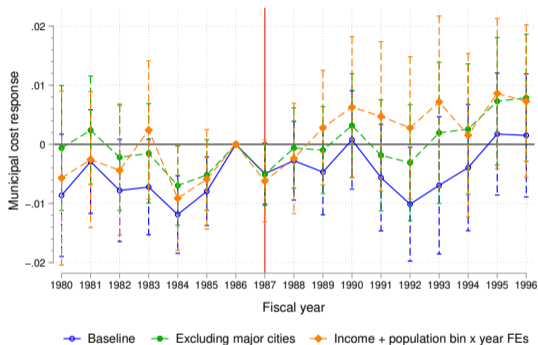 Municipal cost response
.02
.01
0
−.01
−.02
1980 1981 1982 1983 1984 1985 1986 1987 1988 1989 1990 1991 1992 1993 1994 1995 1996
Fiscal year
Baseline Excluding major cities Income + population bin x year FEs